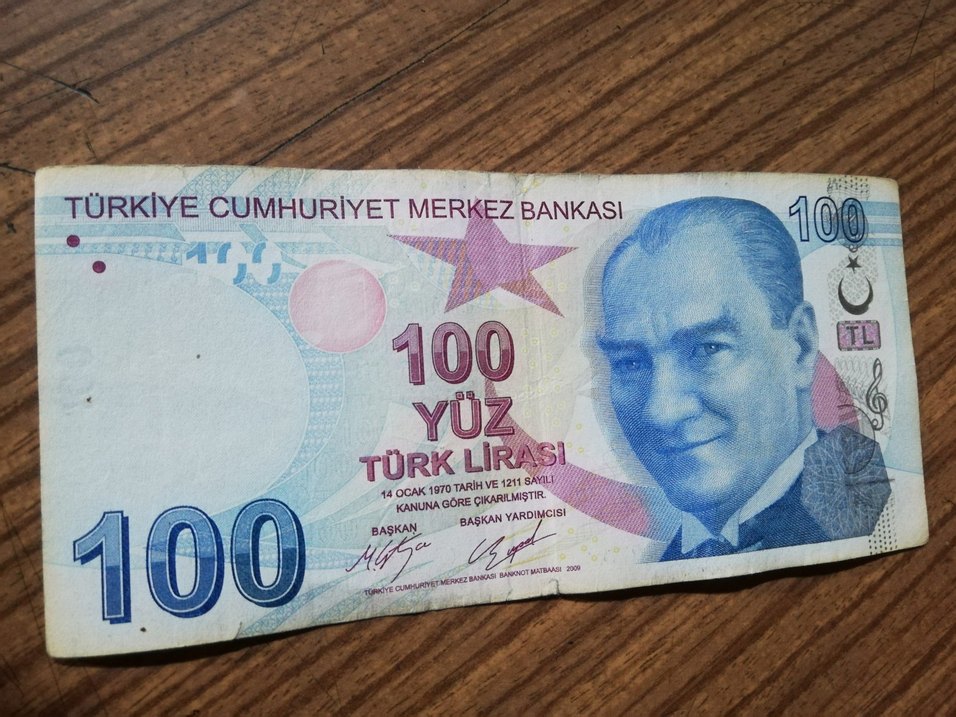 TÜRKİYE CUMHURİYET MERKEZ BANKASI
100
100
100
YÜZ
TÜRK LİRASI
TL
14 OCAK 1970 TARİH VE 1211 SAYILI
KANUNA GÖRE ÇIKARILMIŞTIR.
BAŞKAN BAŞKAN YARDIMCISI
100
TÜRKİYE CUMHURİYET MERKEZ BANKASI BANKNOT MATBAASI 2009